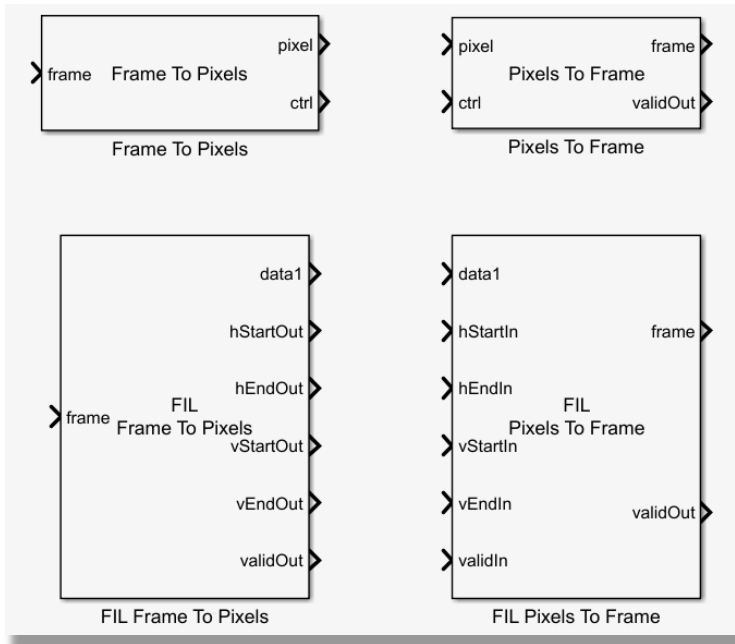 frame
Frame To Pixels
pixel
ctrl
Frame To Pixels
pixel
ctrl
Pixels To Frame
frame
validOut
Pixels To Frame
frame
FIL
Frame To Pixels
data1
hStartOut
hEndOut
vStartOut
vEndOut
validOut
FIL Frame To Pixels
data1
hStartIn
hEndIn
vStartIn
vEndIn
validIn
FIL
Pixels To Frame
frame
validOut
FIL Pixels To Frame